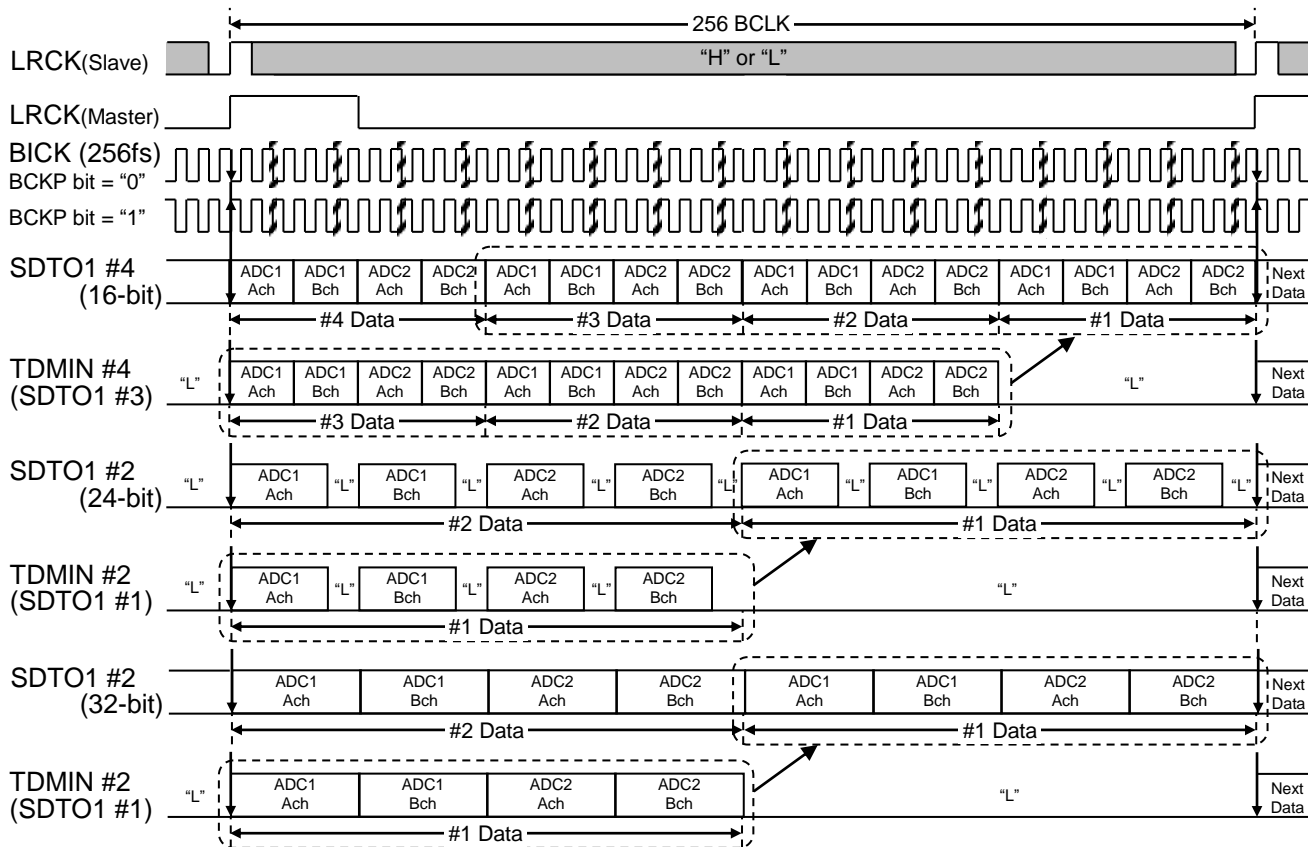 256 BCLK
LRCK(Slave)
“H” or “L”
LRCK(Master)
BICK (256fs)
BCKP bit = “0”
BCKP bit = “1”
SDTO1 #4
(16-bit)
ADC1 Ach
ADC1 Bch
ADC2 Ach
ADC2 Bch
ADC1 Ach
ADC1 Bch
ADC2 Ach
ADC2 Bch
ADC1 Ach
ADC1 Bch
ADC2 Ach
ADC2 Bch
ADC1 Ach
ADC1 Bch
ADC2 Ach
ADC2 Bch
Next Data
#4 Data
#3 Data
#2 Data
#1 Data
TDMIN #4
(SDTO1 #3)
“L”
ADC1 Ach
ADC1 Bch
ADC2 Ach
ADC2 Bch
ADC1 Ach
ADC1 Bch
ADC2 Ach
ADC2 Bch
ADC1 Ach
ADC1 Bch
ADC2 Ach
ADC2 Bch
“L”
Next Data
#3 Data
#2 Data
#1 Data
SDTO1 #2
(24-bit)
“L”
ADC1 Ach
“L”
ADC1 Bch
“L”
ADC2 Ach
“L”
ADC2 Bch
“L”
ADC1 Ach
“L”
ADC1 Bch
“L”
ADC2 Ach
“L”
ADC2 Bch
“L”
Next Data
#2 Data
#1 Data
TDMIN #2
(SDTO1 #1)
“L”
ADC1 Ach
“L”
ADC1 Bch
“L”
ADC2 Ach
“L”
ADC2 Bch
“L”
Next Data
#1 Data
SDTO1 #2
(32-bit)
ADC1 Ach
ADC1 Bch
ADC2 Ach
ADC2 Bch
ADC1 Ach
ADC1 Bch
ADC2 Ach
ADC2 Bch
Next Data
#2 Data
#1 Data
TDMIN #2
(SDTO1 #1)
“L”
ADC1 Ach
ADC1 Bch
ADC2 Ach
ADC2 Bch
“L”
Next Data
#1 Data